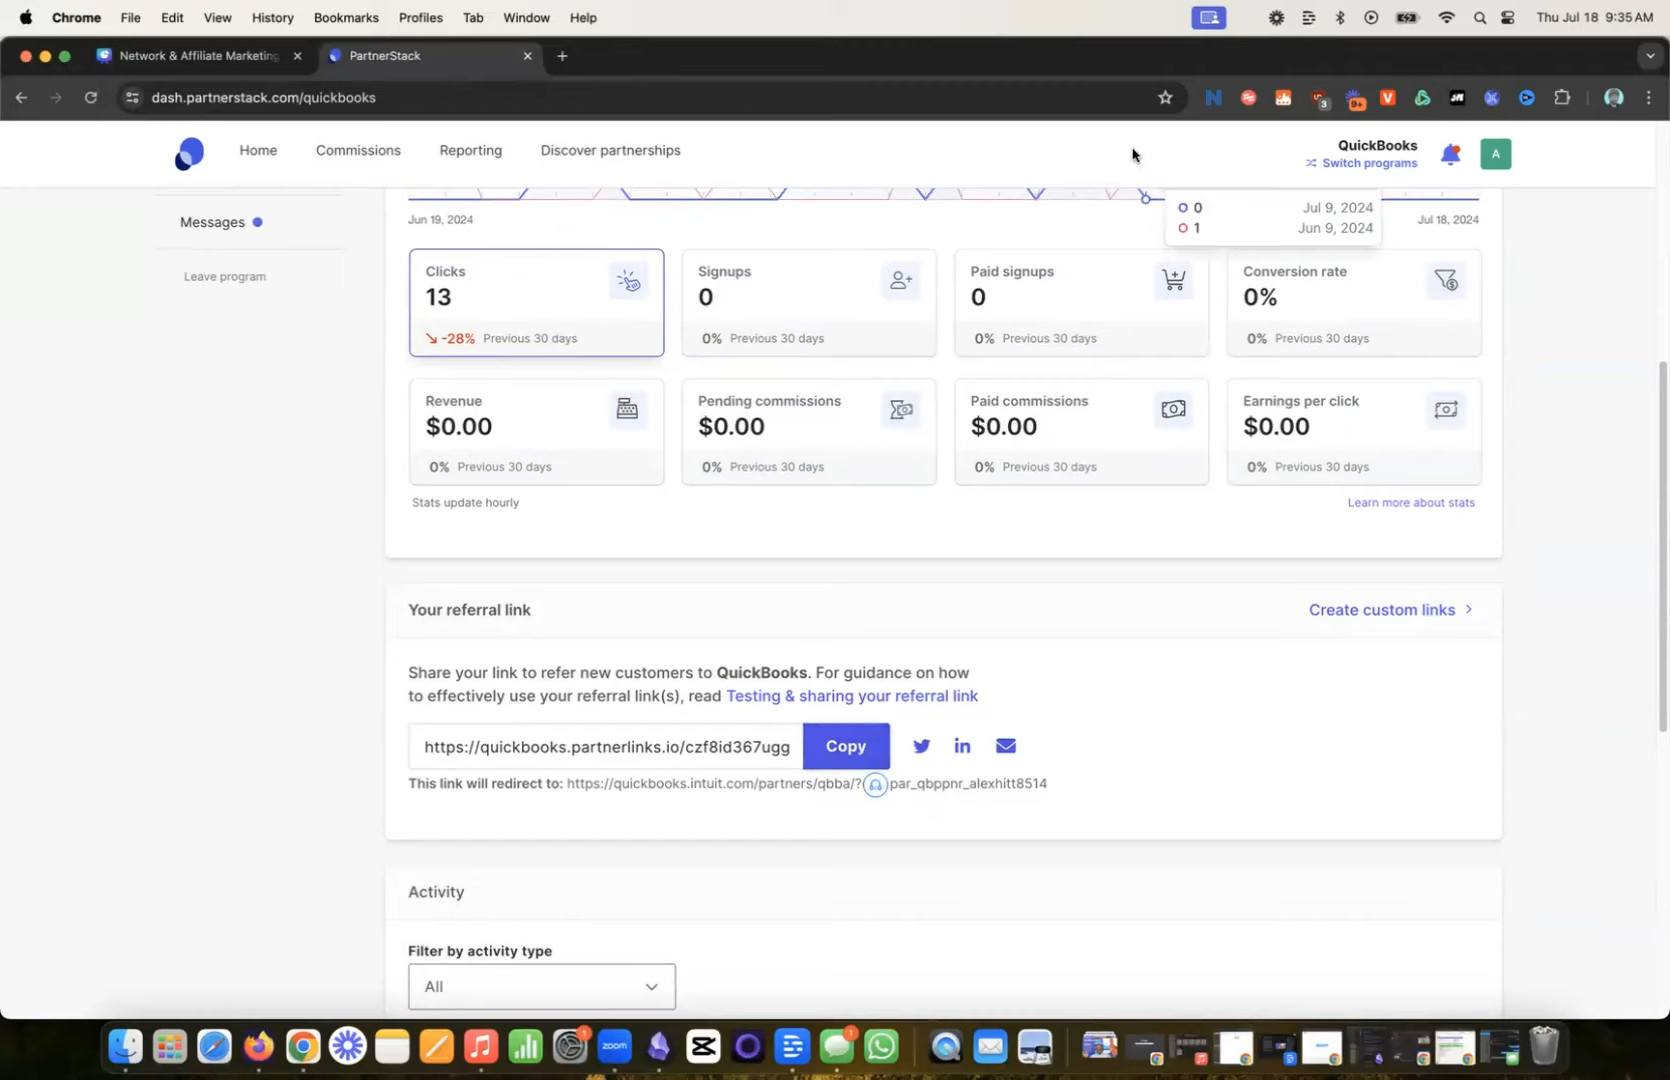 Chrome File Edit View History Bookmarks Profiles Tab Window Help Thu Jul 18 9:35 AM
Network & Affiliate Marketing PartnerStack
dash.partnerstack.com/quickbooks
3 9+ V
Home Commissions Reporting Discover partnerships
QuickBooks
Switch programs
A
Messages
Leave program
Jun 19, 2024
0 Jul 9, 2024
1 Jun 9, 2024
Jul 18, 2024
Clicks
13
-28% Previous 30 days
Signups
0
0% Previous 30 days
Paid signups
0
0% Previous 30 days
Conversion rate
0%
0% Previous 30 days
Revenue
$0.00
0% Previous 30 days
Pending commissions
$0.00
0% Previous 30 days
Paid commissions
$0.00
0% Previous 30 days
Earnings per click
$0.00
0% Previous 30 days
Stats update hourly
Learn more about stats
Your referral link
Create custom links
Share your link to refer new customers to QuickBooks. For guidance on how
to effectively use your referral link(s), read Testing & sharing your referral link
https://quickbooks.partnerlinks.io/czf8id367ugg
Copy
This link will redirect to: https://quickbooks.intuit.com/partners/qbba/? par_qbppnr_alexhitt8514
Activity
Filter by activity type
All
1 zoom 1